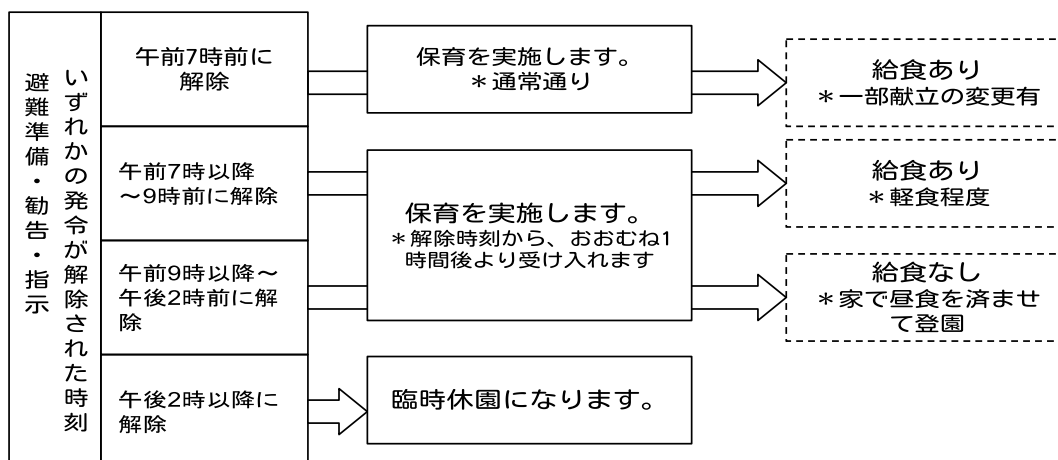 避難準備・勧告・指示
いずれかの発令が解除された時刻
午前7時前に
解除
保育を実施します。
＊通常通り
給食あり
＊一部献立の変更有
午前7時以降
～9時前に解除
保育を実施します。
＊解除時刻から、おおむね1
時間後より受け入れます
給食あり
＊軽食程度
午前9時以降～
午後2時前に解
除
給食なし
＊家で昼食を済ませ
て登園
午後2時以降に
解除
臨時休園になります。